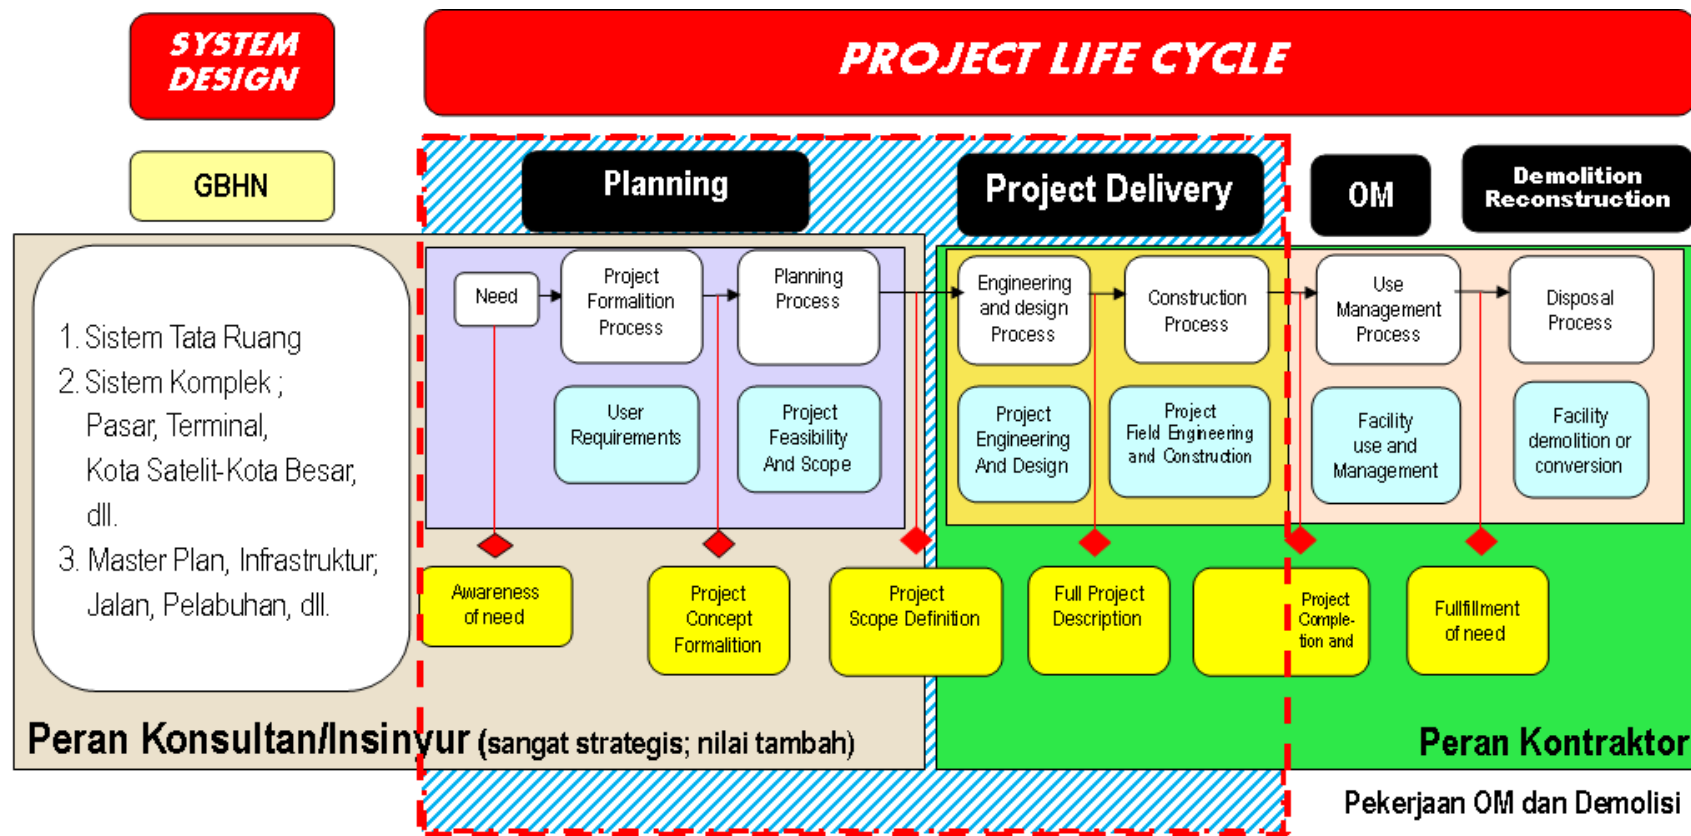 SYSTEM
DESIGN
PROJECT LIFE CYCLE
GBHN
Planning
Project Delivery
OM
Demolition
Reconstruction
1. Sistem Tata Ruang
2. Sistem Komplek ;
Pasar, Terminal,
Kota Satelit-Kota Besar,
dll.
3. Master Plan, Infrastruktur;
Jalan, Pelabuhan, dll.
Need
Project
Formalition
Process
Planning
Process
Engineering
and design
Process
Construction
Process
Use
Management
Process
Disposal
Process
User
Requirements
Project
Feasibility
And Scope
Project
Engineering
And Design
Project
Field Engineering
and Construction
Facility
use and
Management
Facility
demolition or
conversion
Awareness
of need
Project
Concept
Formalition
Project
Scope Definition
Full Project
Description
Project
Comple-
tion and
Fullfillment
of need
Peran Konsultan/Insinyur (sangat strategis; nilai tambah)
Peran Kontraktor
Pekerjaan OM dan Demolisi